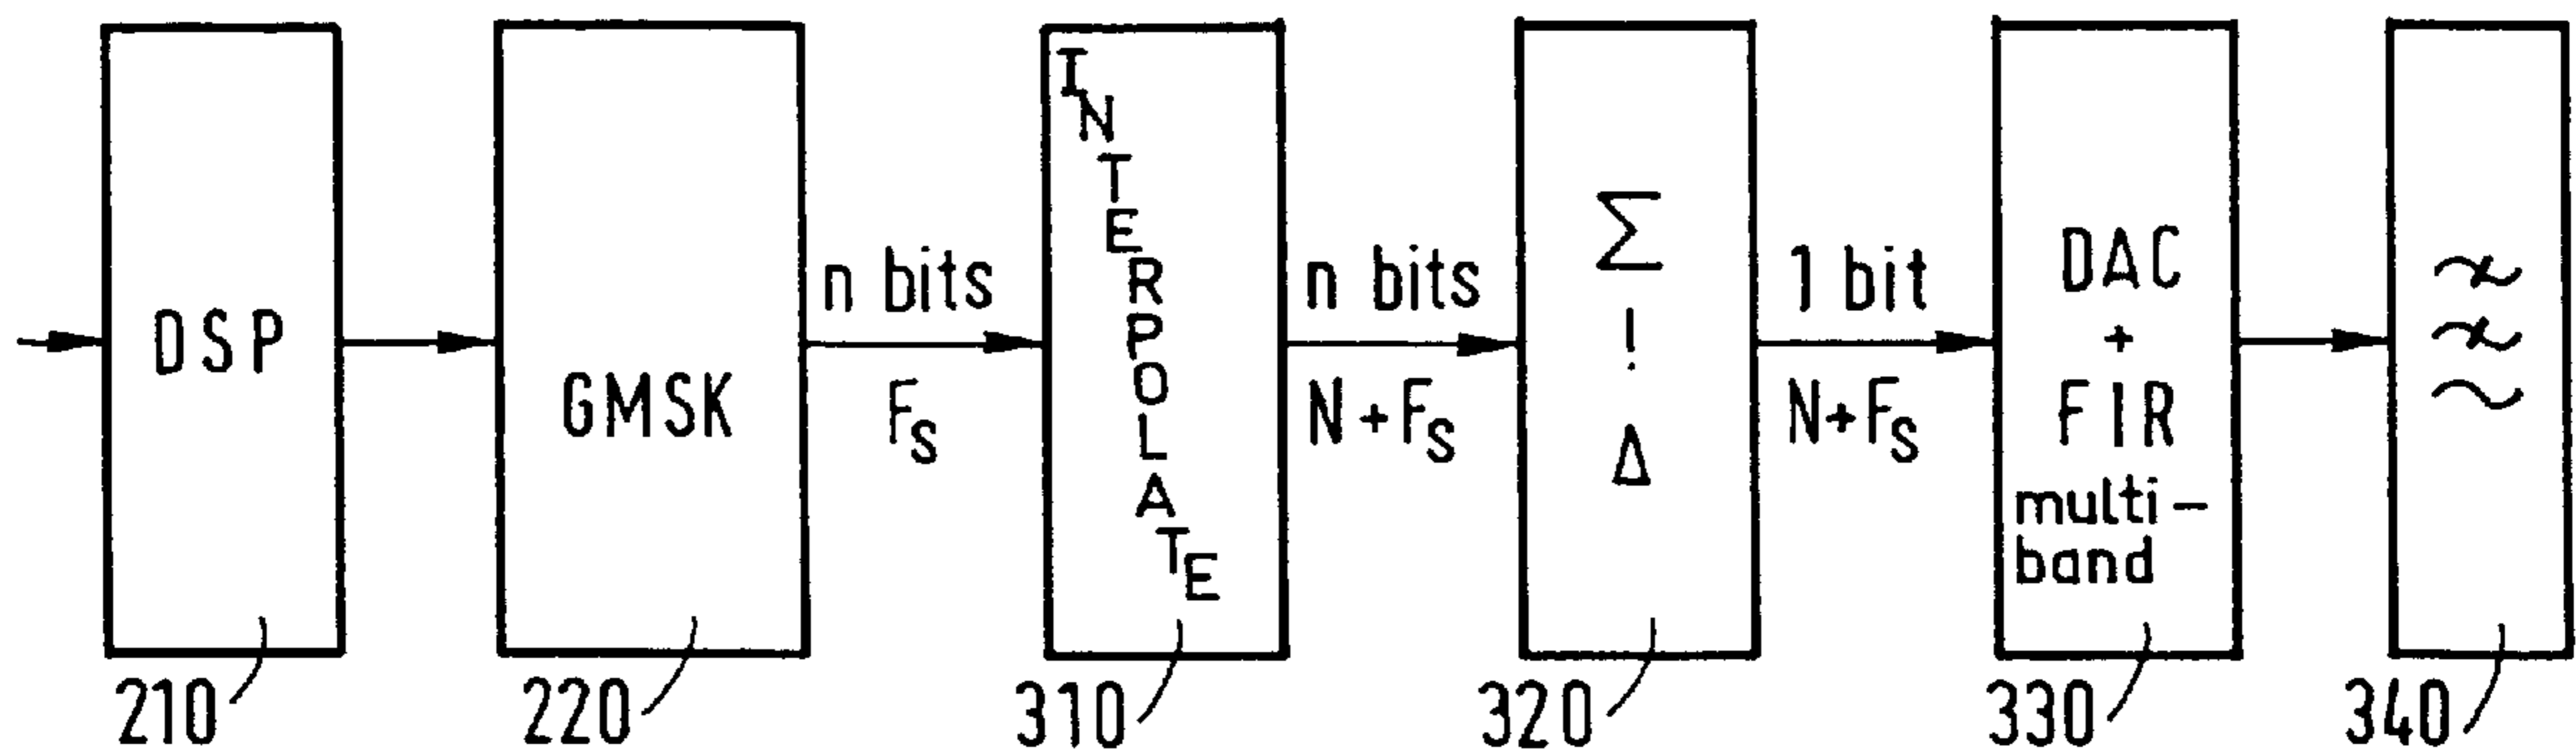 DSP
GMSK
n bits
Fs
INTERPOLATE
n bits
N+Fs
Σ
!
Δ
1 bit
N+Fs
DAC
+
FIR
multi-
band
210
220
310
320
330
340